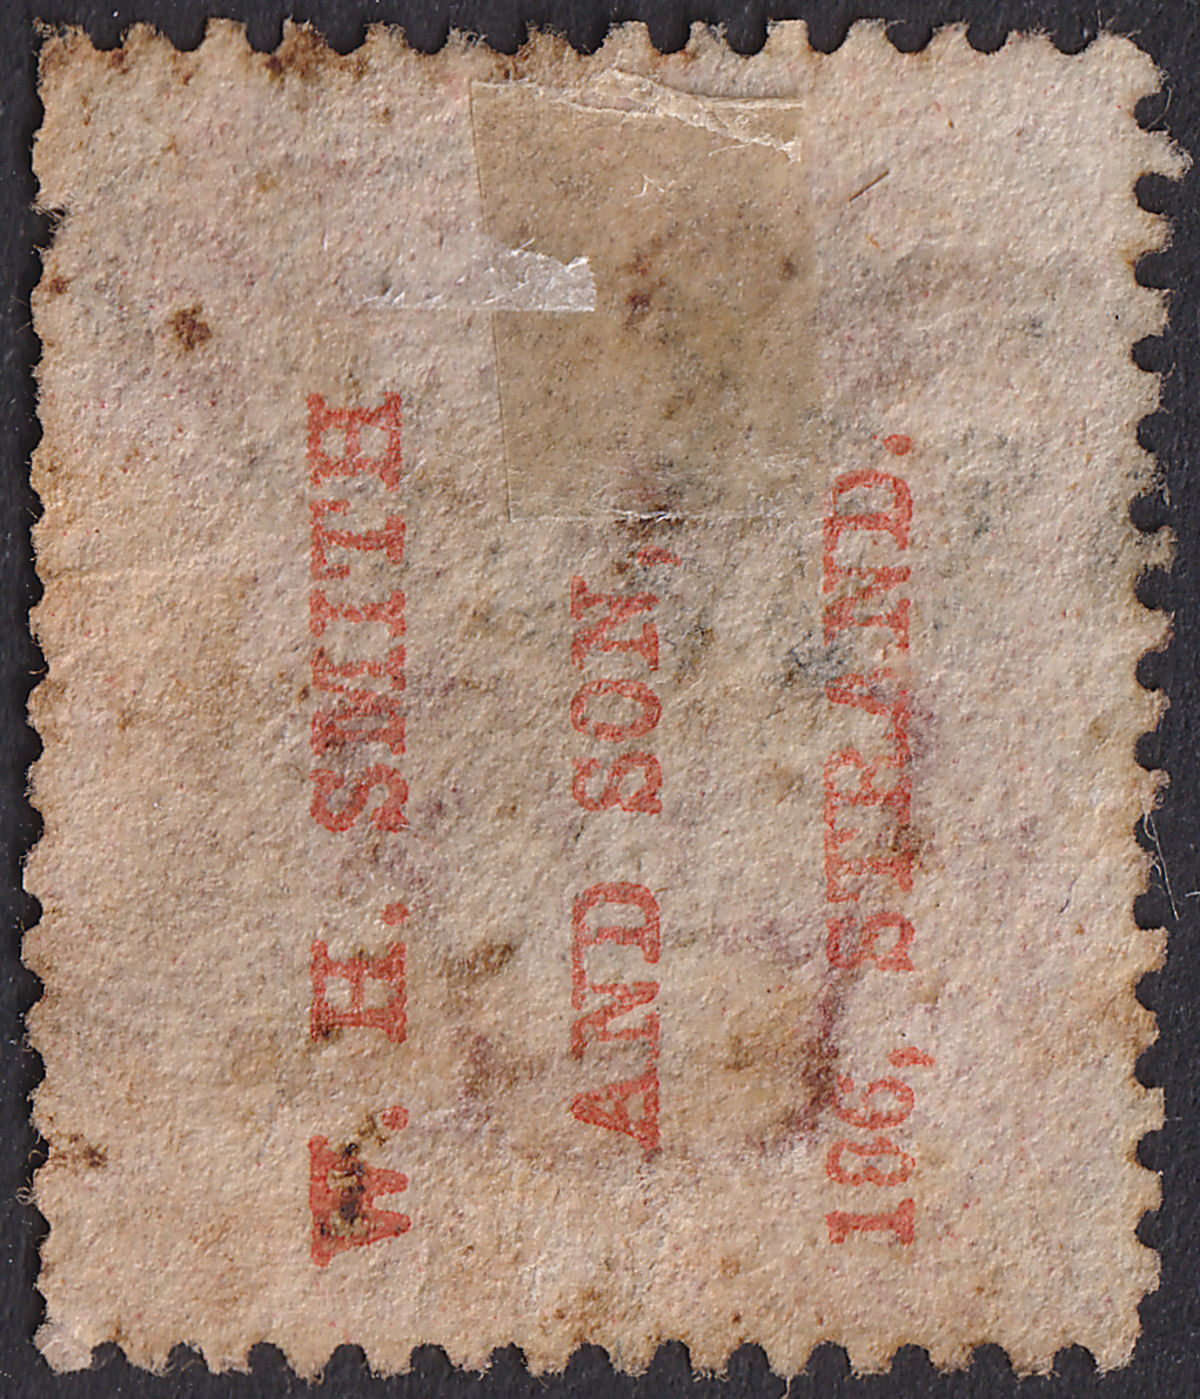 W. H. SMITH
AND SON,
186, STRAND.